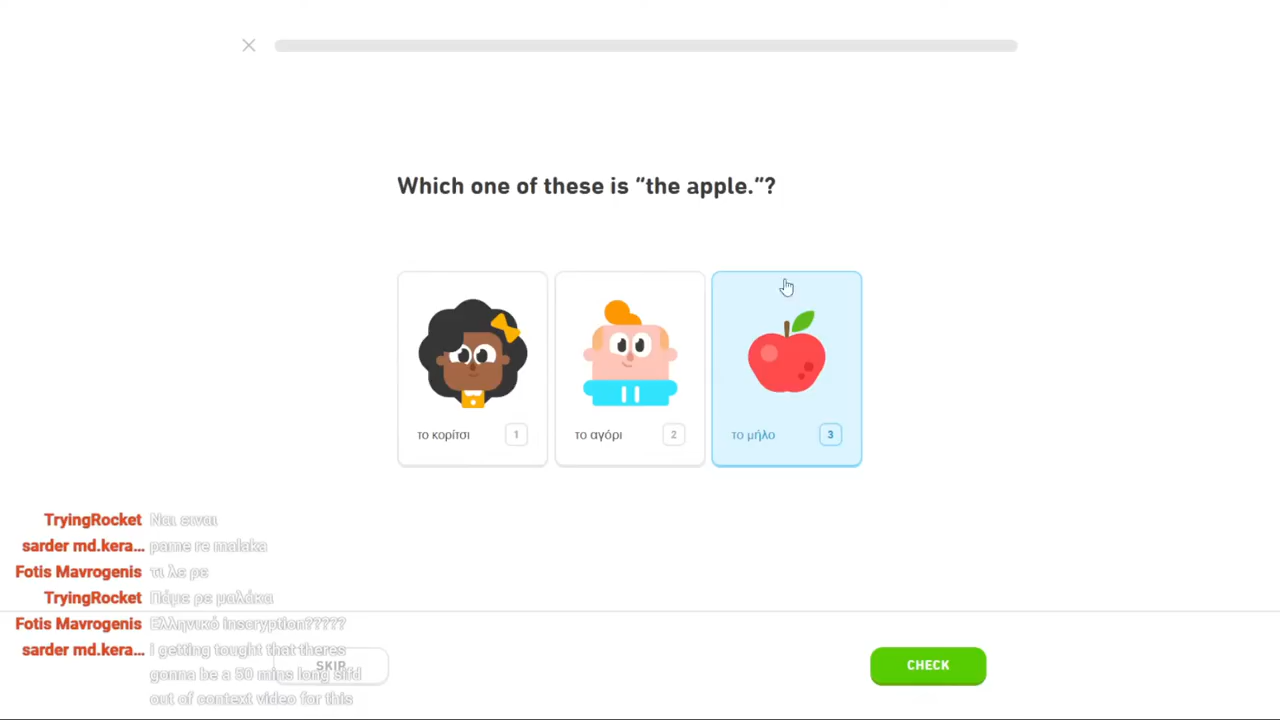 Which one of these is “the apple.”?
το κορίτσι 1
το αγόρι 2
το μήλο 3
TryingRocket Ναι ειναι
sarder md.kera... pame re malaka
Fotis Mavrogenis τι λε ρε
TryingRocket Πάμε ρε μαλάκα
Fotis Mavrogenis Ελληνικό inscryption?????
sarder md.kera... I getting tought that theres
gonna be a 50 mins long slfd
out of context video for this
SKIP
CHECK